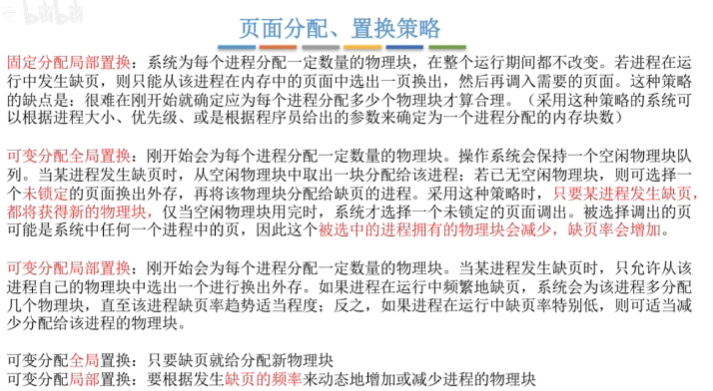 页面分配、置换策略
固定分配局部置换：系统为每个进程分配一定数量的物理块，在整个运行期间都不改变。若进程在运
行中发生缺页，则只能从该进程在内存中的页面中选出一页换出，然后再调入需要的页面。这种策略
的缺点是：很难在刚开始就确定应为每个进程分配多少个物理块才算合理。（采用这种策略的系统可
以根据进程大小、优先级、或是根据程序员给出的参数来确定为一个进程分配的内存块数）
可变分配全局置换：刚开始会为每个进程分配一定数量的物理块。操作系统会保持一个空闲物理块队
列。当某进程发生缺页时，从空闲物理块中取出一块分配给该进程；若已无空闲物理块，则可选择一
个未锁定的页面换出外存，再将该物理块分配给缺页的进程。采用这种策略时，只要某进程发生缺页，
都将获得新的物理块，仅当空闲物理块用完时，系统才选择一个未锁定的页面调出。被选择调出的页
可能是系统中任何一个进程中的页，因此这个被选中的进程拥有的物理块会减少，缺页率会增加。
可变分配局部置换：刚开始会为每个进程分配一定数量的物理块。当某进程发生缺页时，只允许从该
进程自己的物理块中选出一个进行换出外存。如果进程在运行中频繁地缺页，系统会为该进程多分配
几个物理块，直至该进程缺页率趋势适当程度；反之，如果进程在运行中缺页率特别低，则可适当减
少分配给该进程的物理块。
可变分配全局置换：只要缺页就给分配新物理块
可变分配局部置换：要根据发生缺页的频率来动态地增加或减少进程的物理块